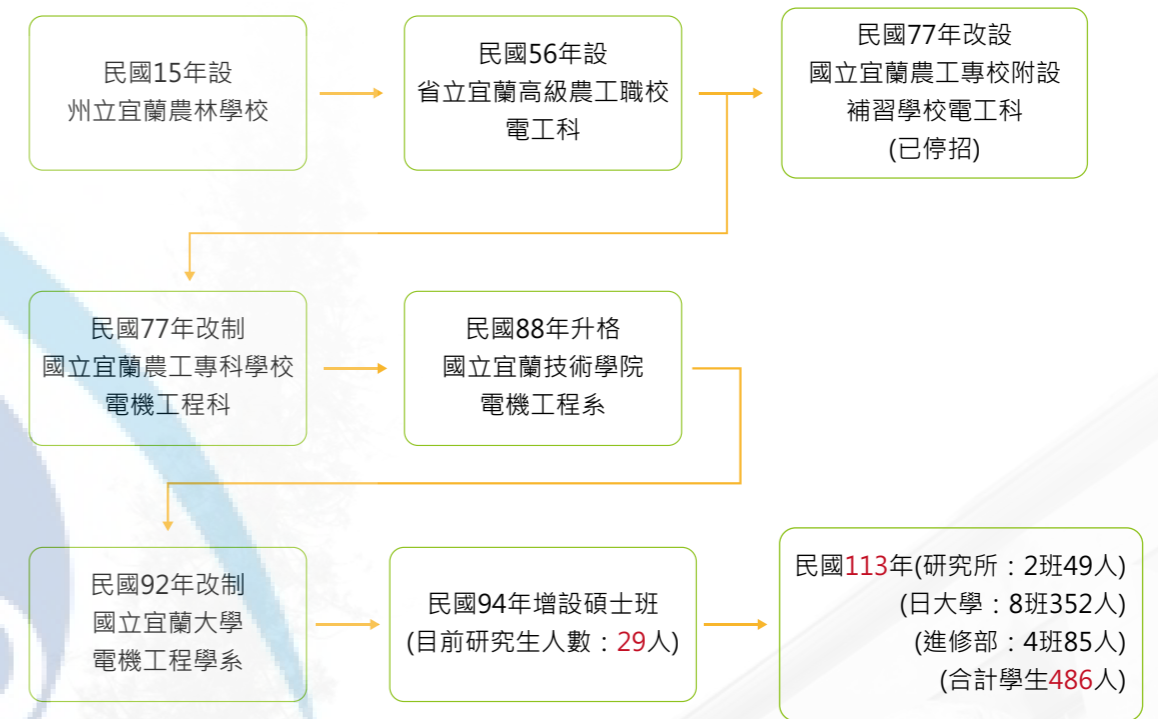 民國15年設
州立宜蘭農林學校
民國56年設
省立宜蘭高級農工職校
電工科
民國77年改設
國立宜蘭農工專校附設
補習學校電工科
(已停招)
民國77年改制
國立宜蘭農工專科學校
電機工程科
民國88年升格
國立宜蘭技術學院
電機工程系
民國92年改制
國立宜蘭大學
電機工程學系
民國94年增設碩士班
(目前研究生人數：29人)
民國113年(研究所：2班49人)
(日大學：8班352人)
(進修部：4班85人)
(合計學生486人)